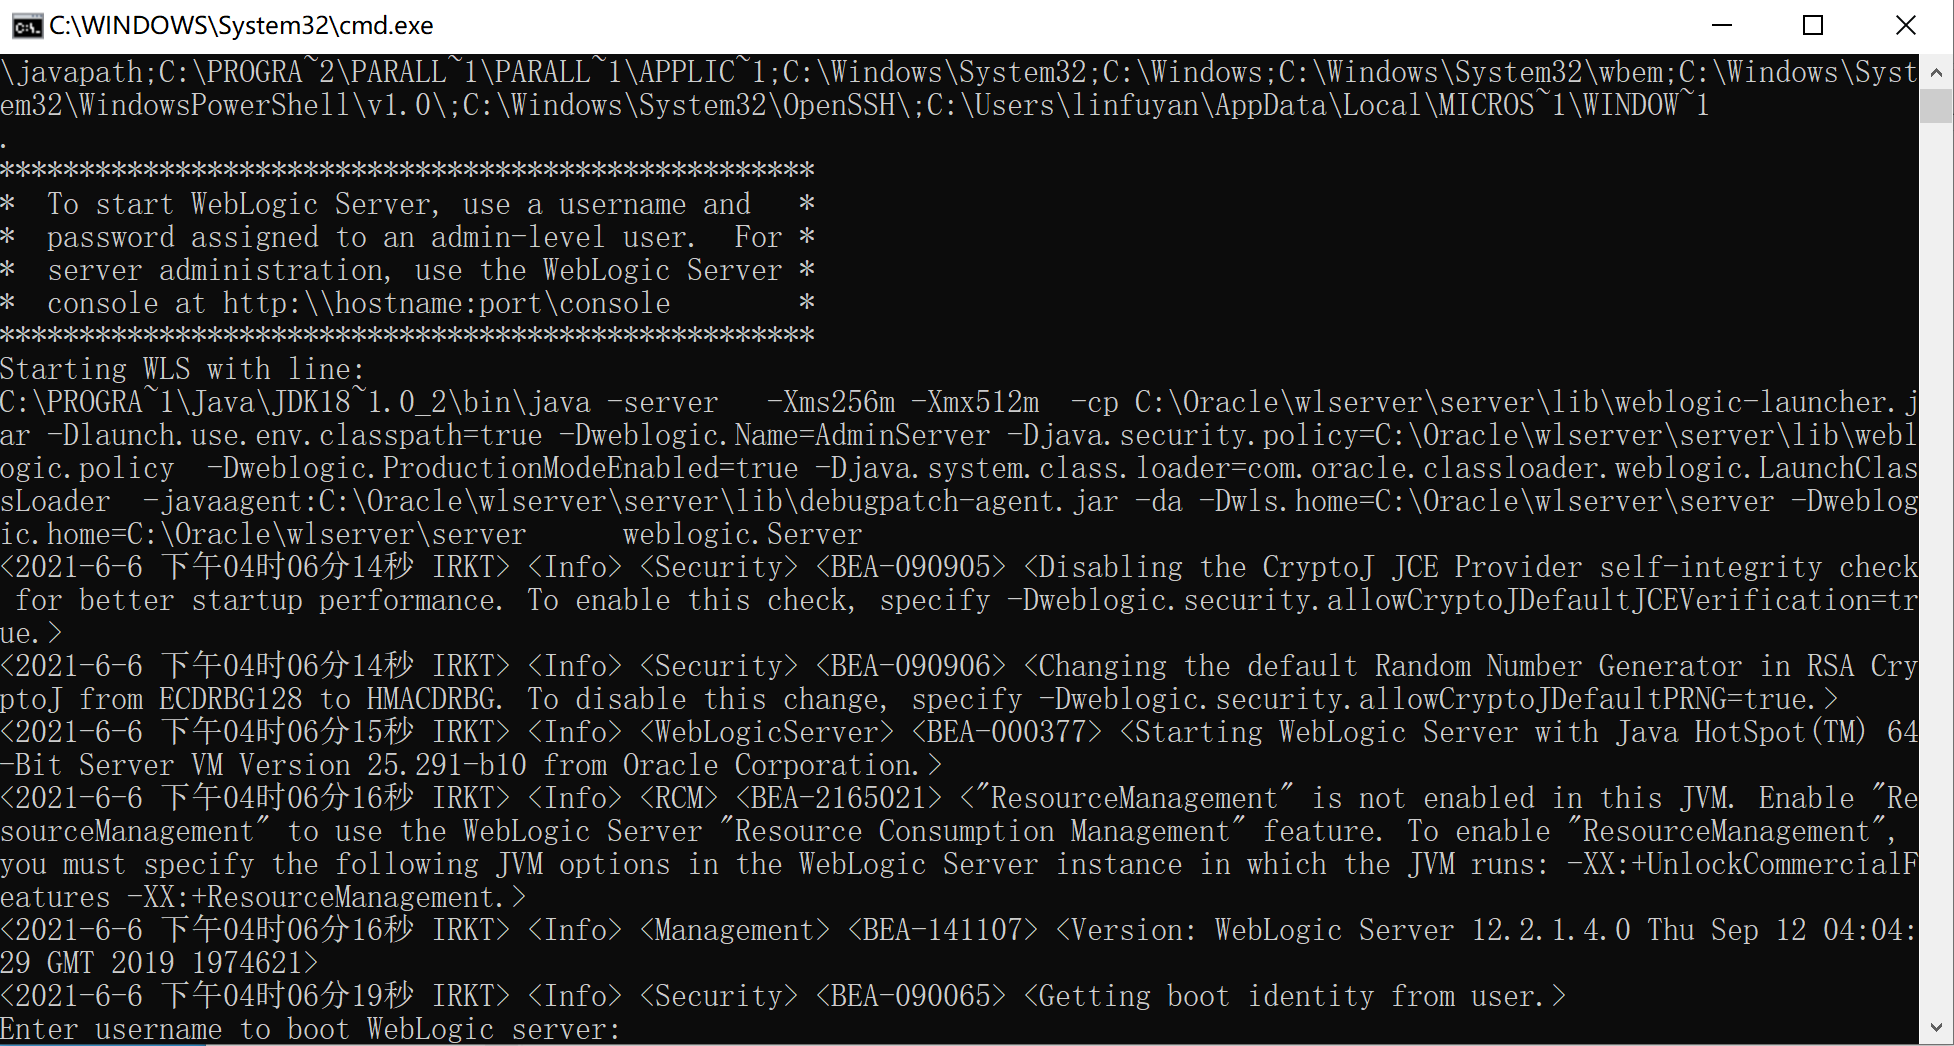 C:\WINDOWS\System32\cmd.exe
\javapath;C:\PROGRA~2\PARALL~1\PARALL~1\APPLIC~1;C:\Windows\System32;C:\Windows;C:\Windows\System32\wbem;C:\Windows\Syst
em32\WindowsPowerShell\v1.0\;C:\Windows\System32\OpenSSH\;C:\Users\linfuyan\AppData\Local\MICROS~1\WINDOW~1
.
***************************************************
*  To start WebLogic Server, use a username and   *
*  password assigned to an admin-level user.  For *
*  server administration, use the WebLogic Server *
*  console at http:\\hostname:port\console        *
***************************************************
Starting WLS with line:
C:\PROGRA~1\Java\JDK18~1.0_2\bin\java -server   -Xms256m -Xmx512m  -cp C:\Oracle\wlserver\server\lib\weblogic-launcher.j
ar -Dlaunch.use.env.classpath=true -Dweblogic.Name=AdminServer -Djava.security.policy=C:\Oracle\wlserver\server\lib\webl
ogic.policy  -Dweblogic.ProductionModeEnabled=true -Djava.system.class.loader=com.oracle.classloader.weblogic.LaunchClas
sLoader  -javaagent:C:\Oracle\wlserver\server\lib\debugpatch-agent.jar -da -Dwls.home=C:\Oracle\wlserver\server -Dweblog
ic.home=C:\Oracle\wlserver\server      weblogic.Server
<2021-6-6 下午04时06分14秒 IRKT> <Info> <Security> <BEA-090905> <Disabling the CryptoJ JCE Provider self-integrity check
 for better startup performance. To enable this check, specify -Dweblogic.security.allowCryptoJDefaultJCEVerification=tr
ue.>
<2021-6-6 下午04时06分14秒 IRKT> <Info> <Security> <BEA-090906> <Changing the default Random Number Generator in RSA Cry
ptoJ from ECDRBG128 to HMACDRBG. To disable this change, specify -Dweblogic.security.allowCryptoJDefaultPRNG=true.>
<2021-6-6 下午04时06分15秒 IRKT> <Info> <WebLogicServer> <BEA-000377> <Starting WebLogic Server with Java HotSpot(TM) 64
-Bit Server VM Version 25.291-b10 from Oracle Corporation.>
<2021-6-6 下午04时06分16秒 IRKT> <Info> <RCM> <BEA-2165021> <"ResourceManagement" is not enabled in this JVM. Enable "Re
sourceManagement" to use the WebLogic Server "Resource Consumption Management" feature. To enable "ResourceManagement",
you must specify the following JVM options in the WebLogic Server instance in which the JVM runs: -XX:+UnlockCommercialF
eatures -XX:+ResourceManagement.>
<2021-6-6 下午04时06分16秒 IRKT> <Info> <Management> <BEA-141107> <Version: WebLogic Server 12.2.1.4.0 Thu Sep 12 04:04:
29 GMT 2019 1974621>
<2021-6-6 下午04时06分19秒 IRKT> <Info> <Security> <BEA-090065> <Getting boot identity from user.>
Enter username to boot WebLogic server: